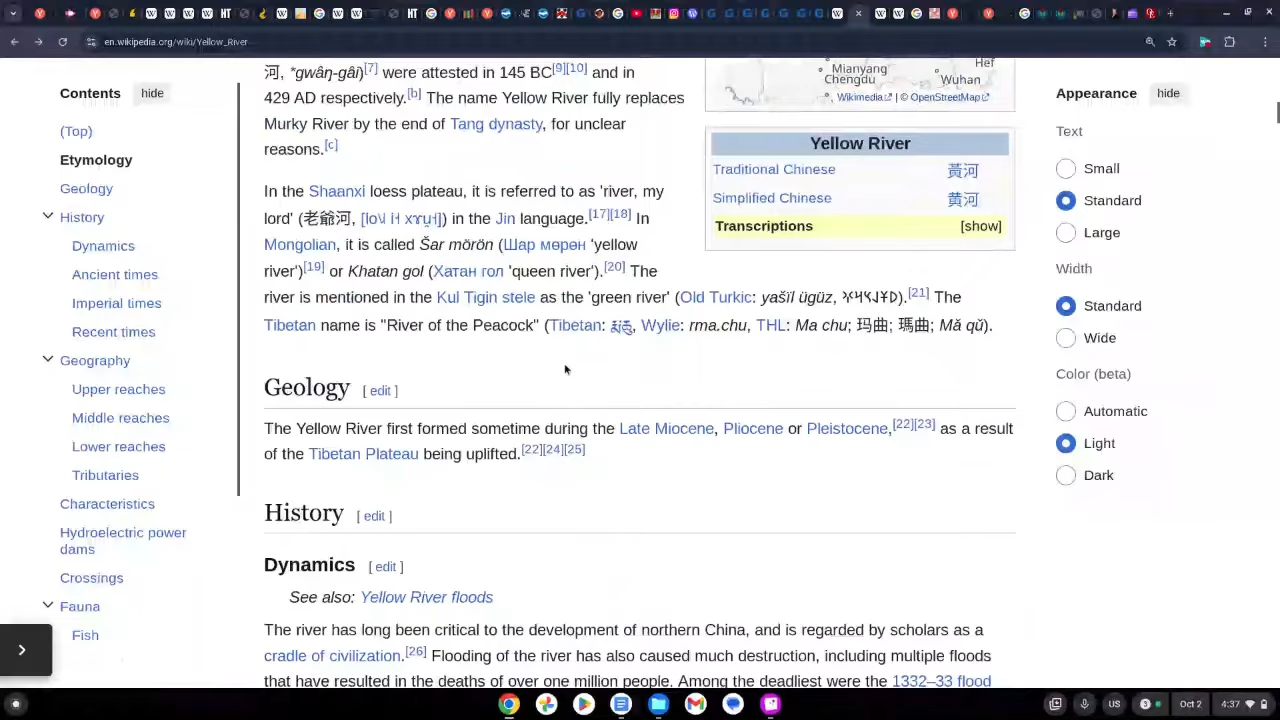 en.wikipedia.org/wiki/Yellow_River
Contents hide
(Top)
Etymology
Geology
History
Dynamics
Ancient times
Imperial times
Recent times
Geography
Upper reaches
Middle reaches
Lower reaches
Tributaries
Characteristics
Hydroelectric power
dams
Crossings
Fauna
Fish
河, *gwâŋ-gâi)[7] were attested in 145 BC[9][10] and in
429 AD respectively.[b] The name Yellow River fully replaces
Murky River by the end of Tang dynasty, for unclear
reasons.[c]
In the Shaanxi loess plateau, it is referred to as 'river, my
lord' (老爺河, ) in the Jin language.[17][18] In
Mongolian, it is called Šar mörön (Шар мөрөн 'yellow
river')[19] or Khatan gol (Хатан гол 'queen river').[20] The
river is mentioned in the Kul Tigin stele as the 'green river' (Old Turkic: yašïl ügüz, ).[21] The
Tibetan name is "River of the Peacock" (Tibetan: རྨ་ཆུ, Wylie: rma.chu, THL: Ma chu; 玛曲; 瑪曲; Mǎ qǔ).
Geology [ edit ]
The Yellow River first formed sometime during the Late Miocene, Pliocene or Pleistocene,[22][23] as a result
of the Tibetan Plateau being uplifted.[22][24][25]
History [ edit ]
Dynamics [ edit ]
See also: Yellow River floods
The river has long been critical to the development of northern China, and is regarded by scholars as a
cradle of civilization.[26] Flooding of the river has also caused much destruction, including multiple floods
that have resulted in the deaths of over one million people. Among the deadliest were the 1332–33 flood
Hef
Mianyang
Chengdu
Wuhan
Wikimedia | © OpenStreetMap
Yellow River
Traditional Chinese 黃河
Simplified Chinese 黄河
Transcriptions [show]
Appearance hide
Text
Small
Standard
Large
Width
Standard
Wide
Color (beta)
Automatic
Light
Dark
US
3
Oct 2
4:37